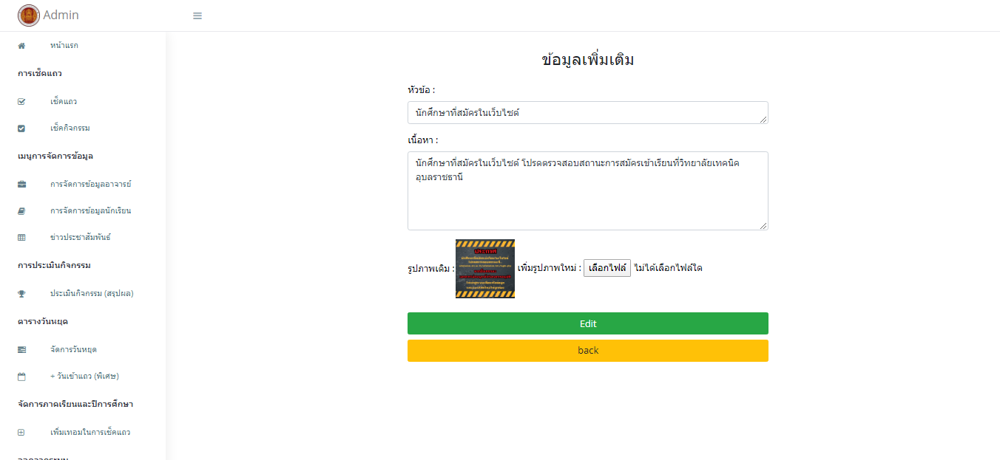 Admin
หน้าแรก
การเช็คแถว
เช็คแถว
เช็คกิจกรรม
เมนูการจัดการข้อมูล
การจัดการข้อมูลอาจารย์
การจัดการข้อมูลนักเรียน
ข่าวประชาสัมพันธ์
การประเมินกิจกรรม
ประเมินกิจกรรม (สรุปผล)
ตารางวันหยุด
จัดการวันหยุด
+ วันเข้าแถว (พิเศษ)
จัดการภาคเรียนและปีการศึกษา
เพิ่มเทอมในการเช็คแถว
ข้อมูลเพิ่มเติม
หัวข้อ :
นักศึกษาที่สมัครในเว็บไซต์
เนื้อหา :
นักศึกษาที่สมัครในเว็บไซต์ โปรดตรวจสอบสถานะการสมัครเข้าเรียนที่วิทยาลัยเทคนิค
อุบลราชธานี
รูปภาพเดิม : ประกาศ เพิ่มรูปภาพใหม่ : เลือกไฟล์ ไม่ได้เลือกไฟล์ใด
Edit
back